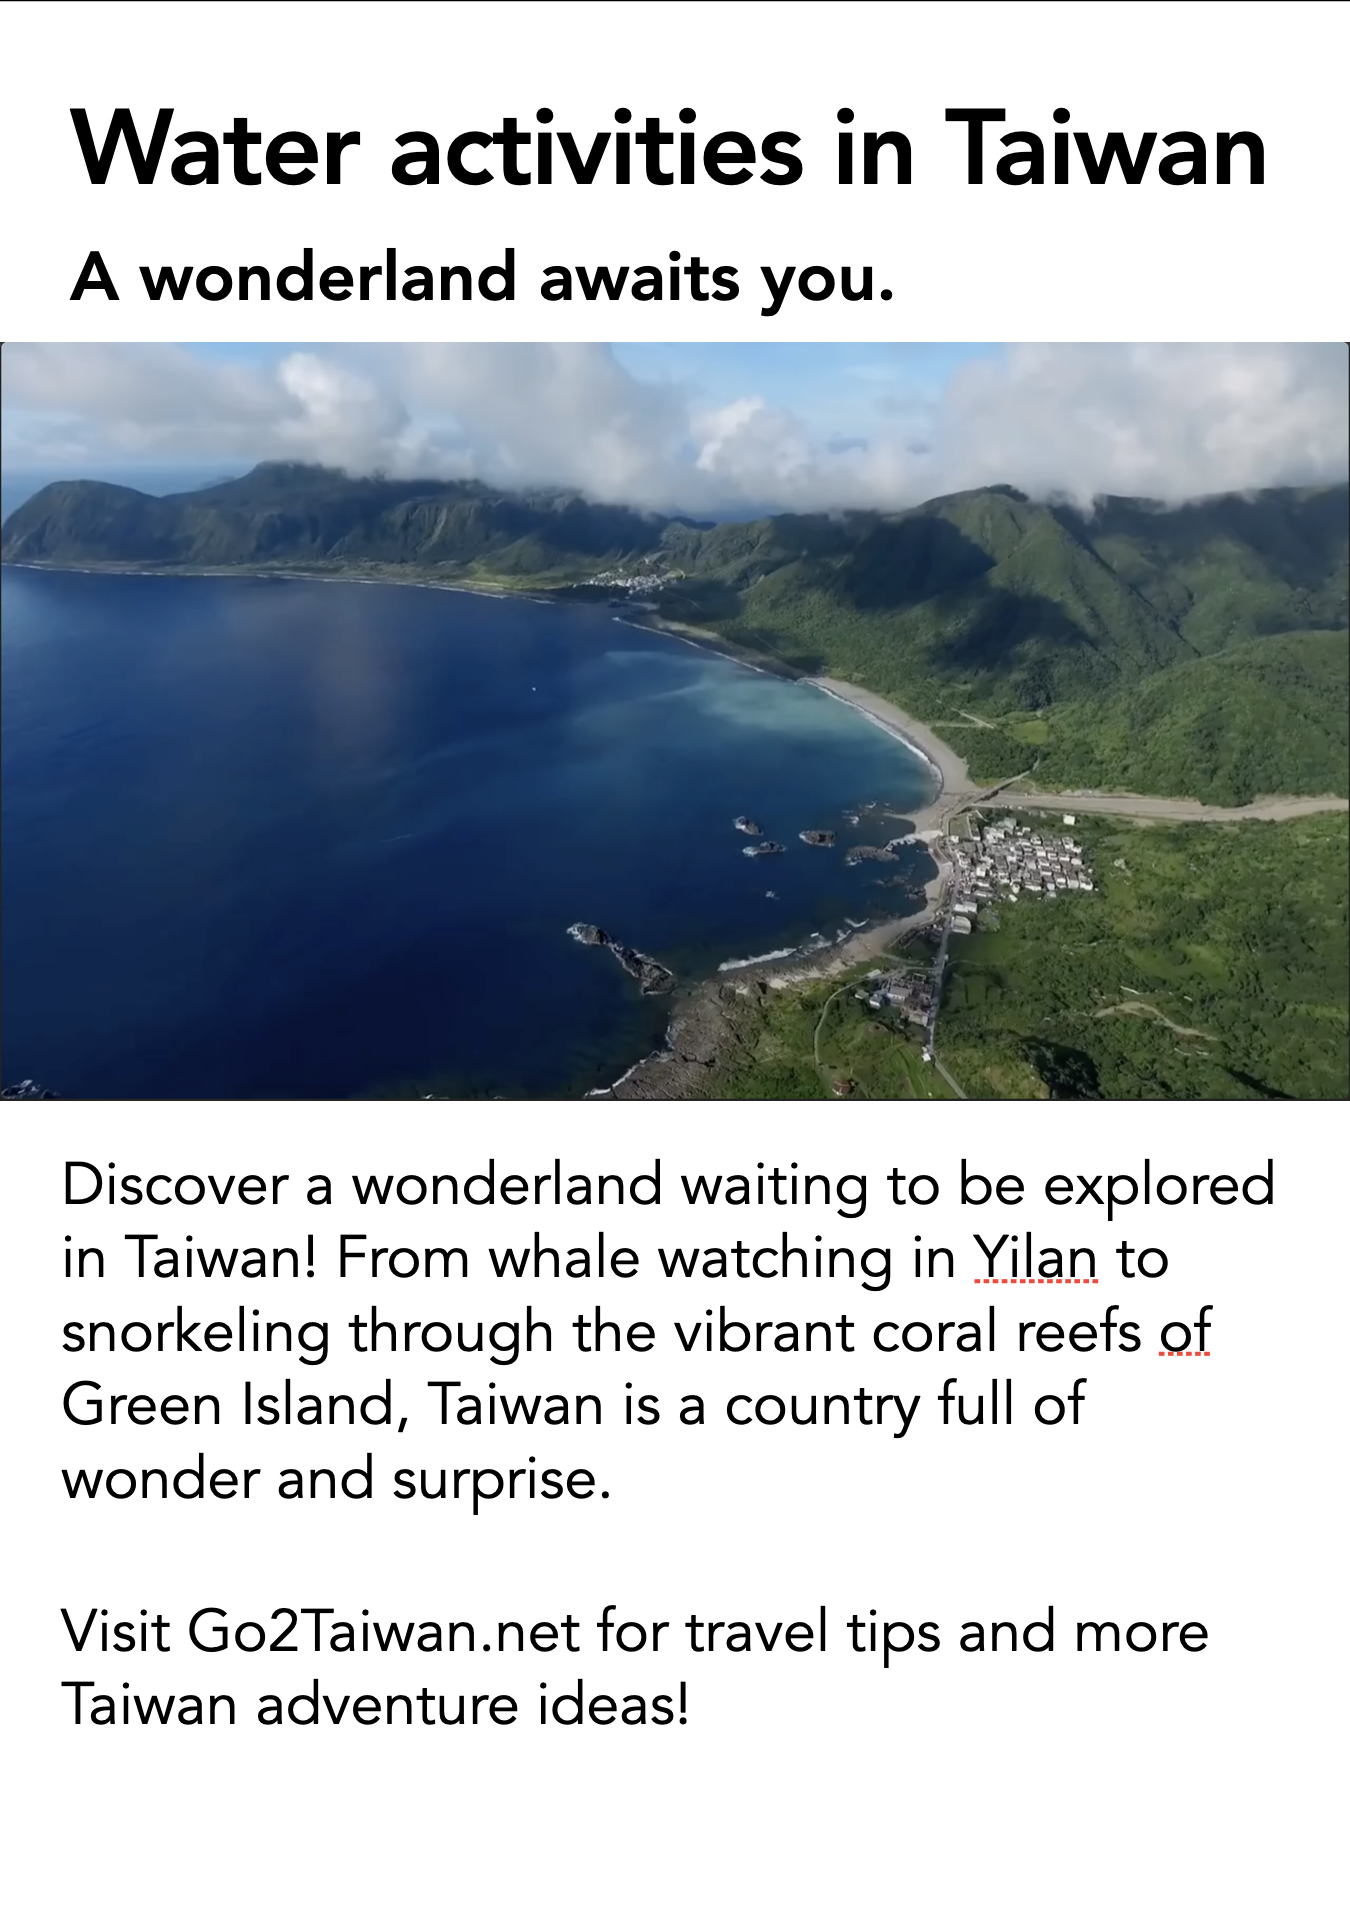 Water activities in Taiwan
A wonderland awaits you.
Discover a wonderland waiting to be explored
in Taiwan! From whale watching in Yilan to
snorkeling through the vibrant coral reefs of
Green Island, Taiwan is a country full of
wonder and surprise.
Visit Go2Taiwan.net for travel tips and more
Taiwan adventure ideas!